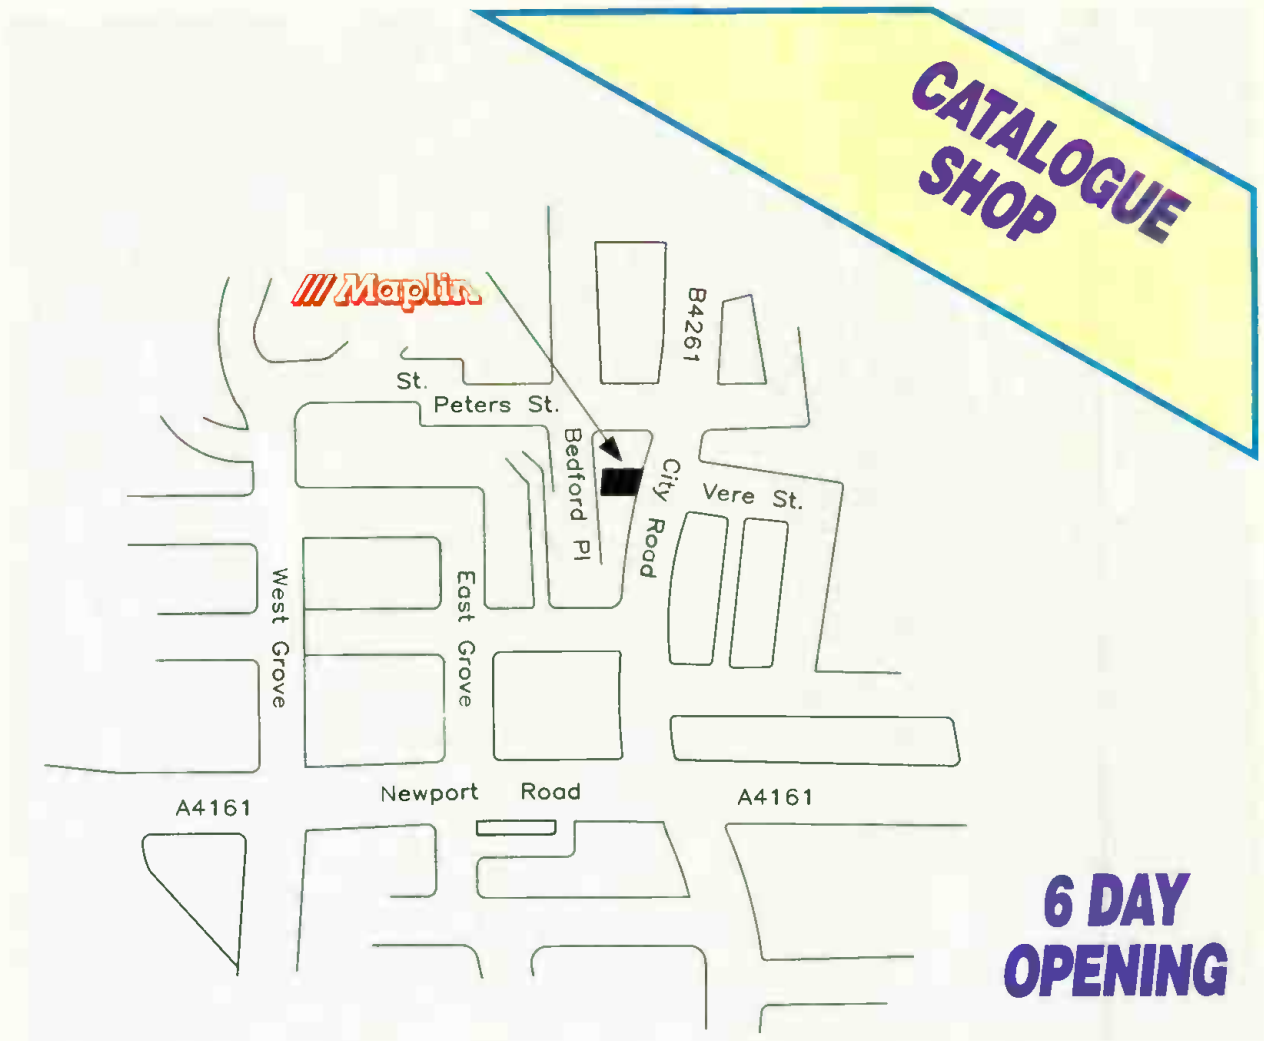 CATALOGUE
SHOP
Maplin
B4261
St.
Peters St.
Bedford Pl
City Road
Vere St.
West Grove
East Grove
Newport Road
A4161
A4161
6 DAY
OPENING